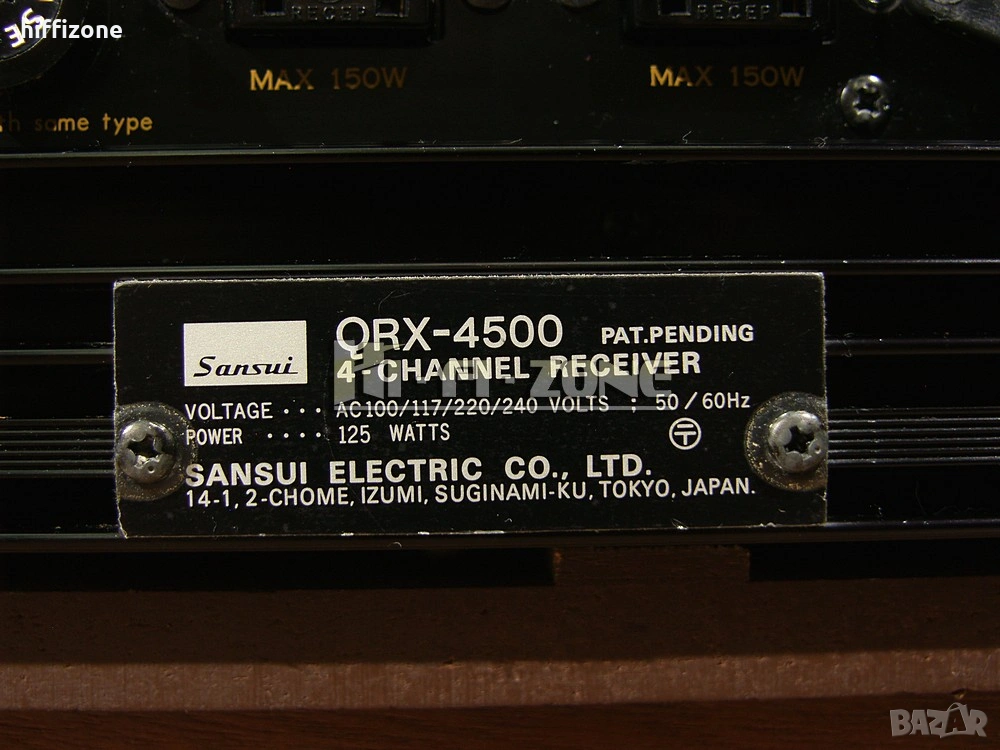 hiffizone
RECEP RECEP
MAX 150W MAX 150W
same type
Sansui
QRX-4500 PAT.PENDING
4-CHANNEL RECEIVER
HI-FI-ZONE
VOLTAGE ··· AC100/117/220/240 VOLTS ; 50/60Hz
POWER ···· 125 WATTS
SANSUI ELECTRIC CO., LTD.
14-1, 2-CHOME, IZUMI, SUGINAMI-KU, TOKYO, JAPAN.
BAZAR